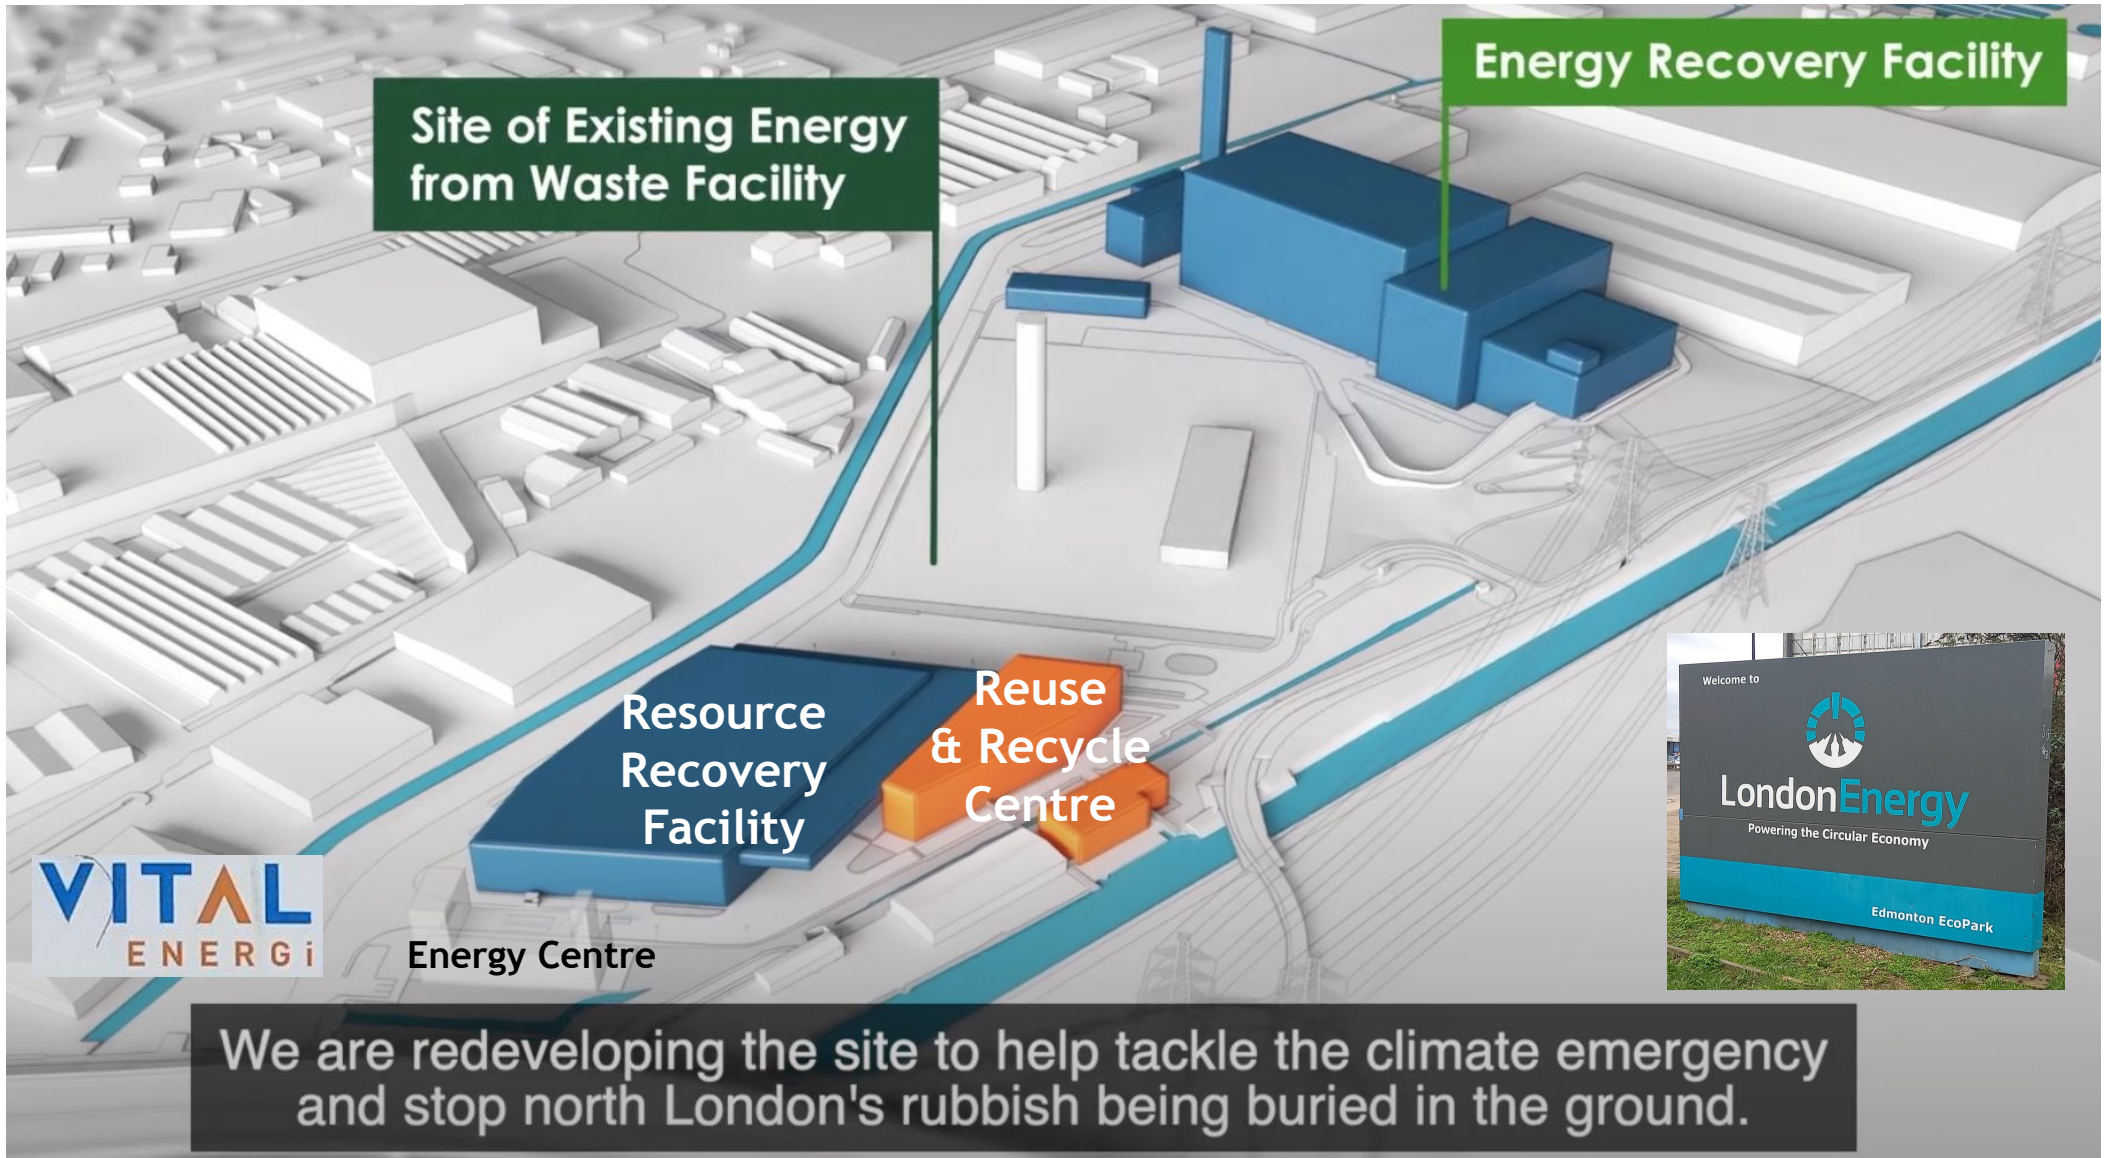 Energy Recovery Facility
Site of Existing Energy
from Waste Facility
Resource
Recovery
Facility
Reuse
& Recycle
Centre
Welcome to
LondonEnergy
Powering the Circular Economy
Edmonton EcoPark
VITAL
ENERGi
Energy Centre
We are redeveloping the site to help tackle the climate emergency
and stop north London's rubbish being buried in the ground.